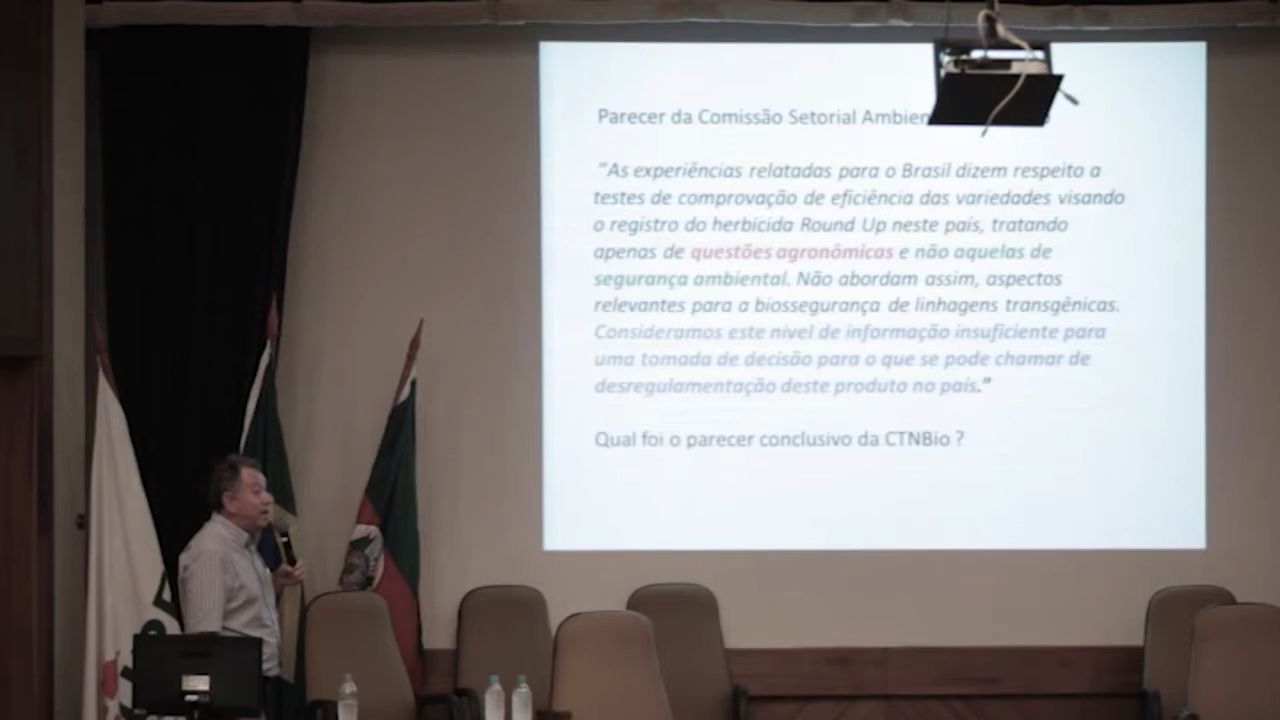 Parecer da Comissão Setorial
"As experiências relatadas para o Brasil dizem respeito a
testes de comprovação de eficiência das variedades visando
o registro do herbicida Round Up neste país, tratando
apenas de questões agronômicas e não aquelas de
segurança ambiental. Não abordam assim, aspectos
relevantes para a biossegurança de linhagens transgênicas.
Consideramos este nivel de informação insuficiente para
uma tomada de decisão para o que se pode chamar de
desregulamentação deste produto no país."
Qual foi o parecer conclusivo da CTNBio ?